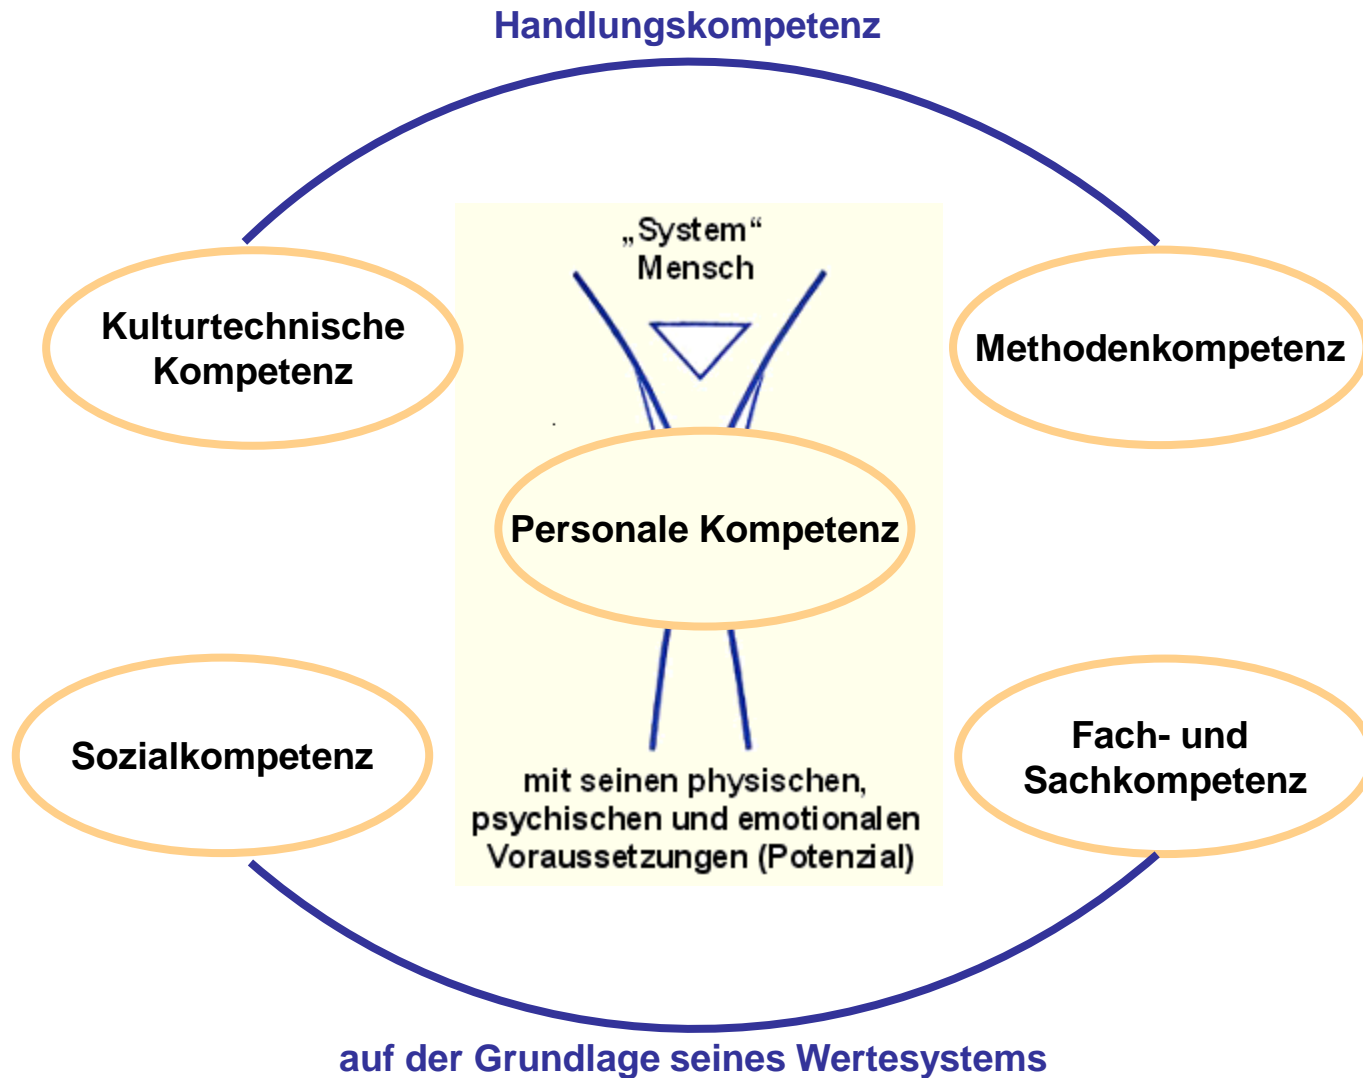 Handlungskompetenz
„System“
Mensch
Kulturtechnische
Kompetenz
Methodenkompetenz
Personale Kompetenz
Sozialkompetenz
Fach- und
Sachkompetenz
mit seinen physischen,
psychischen und emotionalen
Voraussetzungen (Potenzial)
auf der Grundlage seines Wertesystems